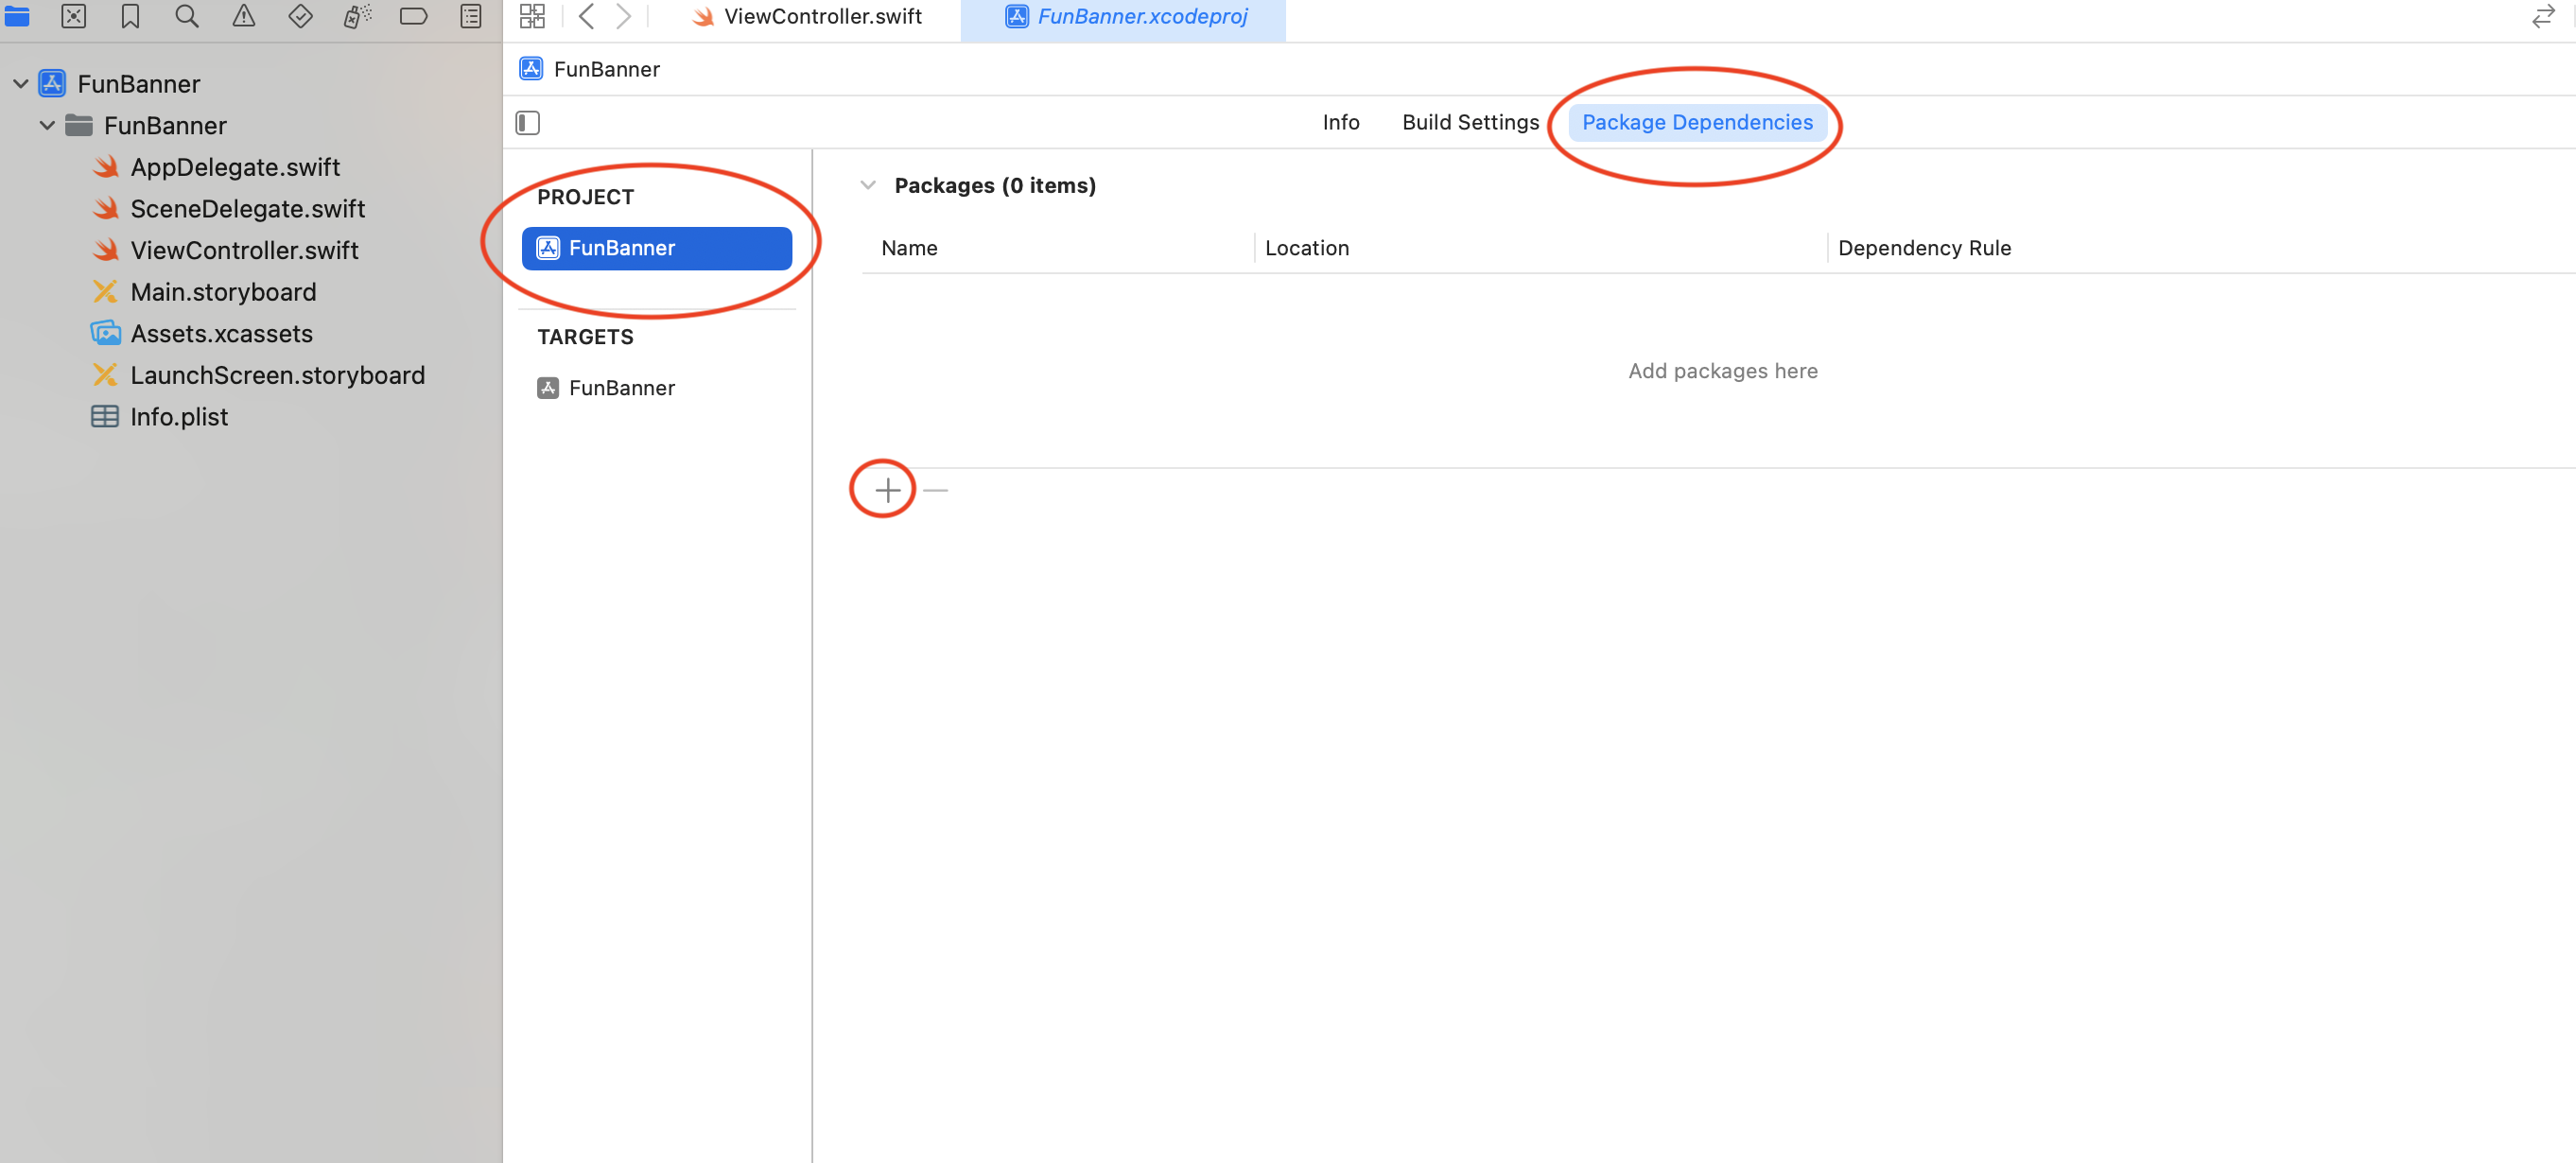 ViewController.swift
FunBanner.xcodeproj
FunBanner
FunBanner
FunBanner
AppDelegate.swift
SceneDelegate.swift
ViewController.swift
Main.storyboard
Assets.xcassets
LaunchScreen.storyboard
Info.plist
Info
Build Settings
Package Dependencies
PROJECT
FunBanner
TARGETS
FunBanner
Packages (0 items)
Name
Location
Dependency Rule
Add packages here